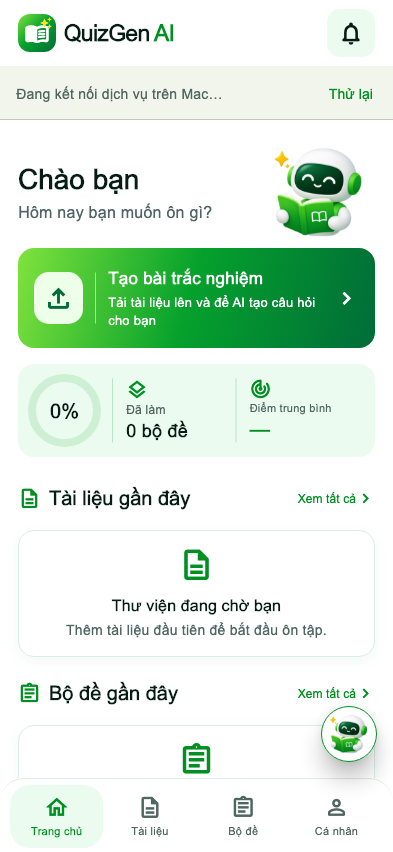 QuizGen AI
Đang kết nối dịch vụ trên Mac...
Thử lại
Chào bạn
Hôm nay bạn muốn ôn gì?
Tạo bài trắc nghiệm
Tải tài liệu lên và để AI tạo câu hỏi
cho bạn
0%
Đã làm
0 bộ đề
Điểm trung bình
—
Tài liệu gần đây
Xem tất cả
Thư viện đang chờ bạn
Thêm tài liệu đầu tiên để bắt đầu ôn tập.
Bộ đề gần đây
Xem tất cả
Trang chủ
Tài liệu
Bộ đề
Cá nhân